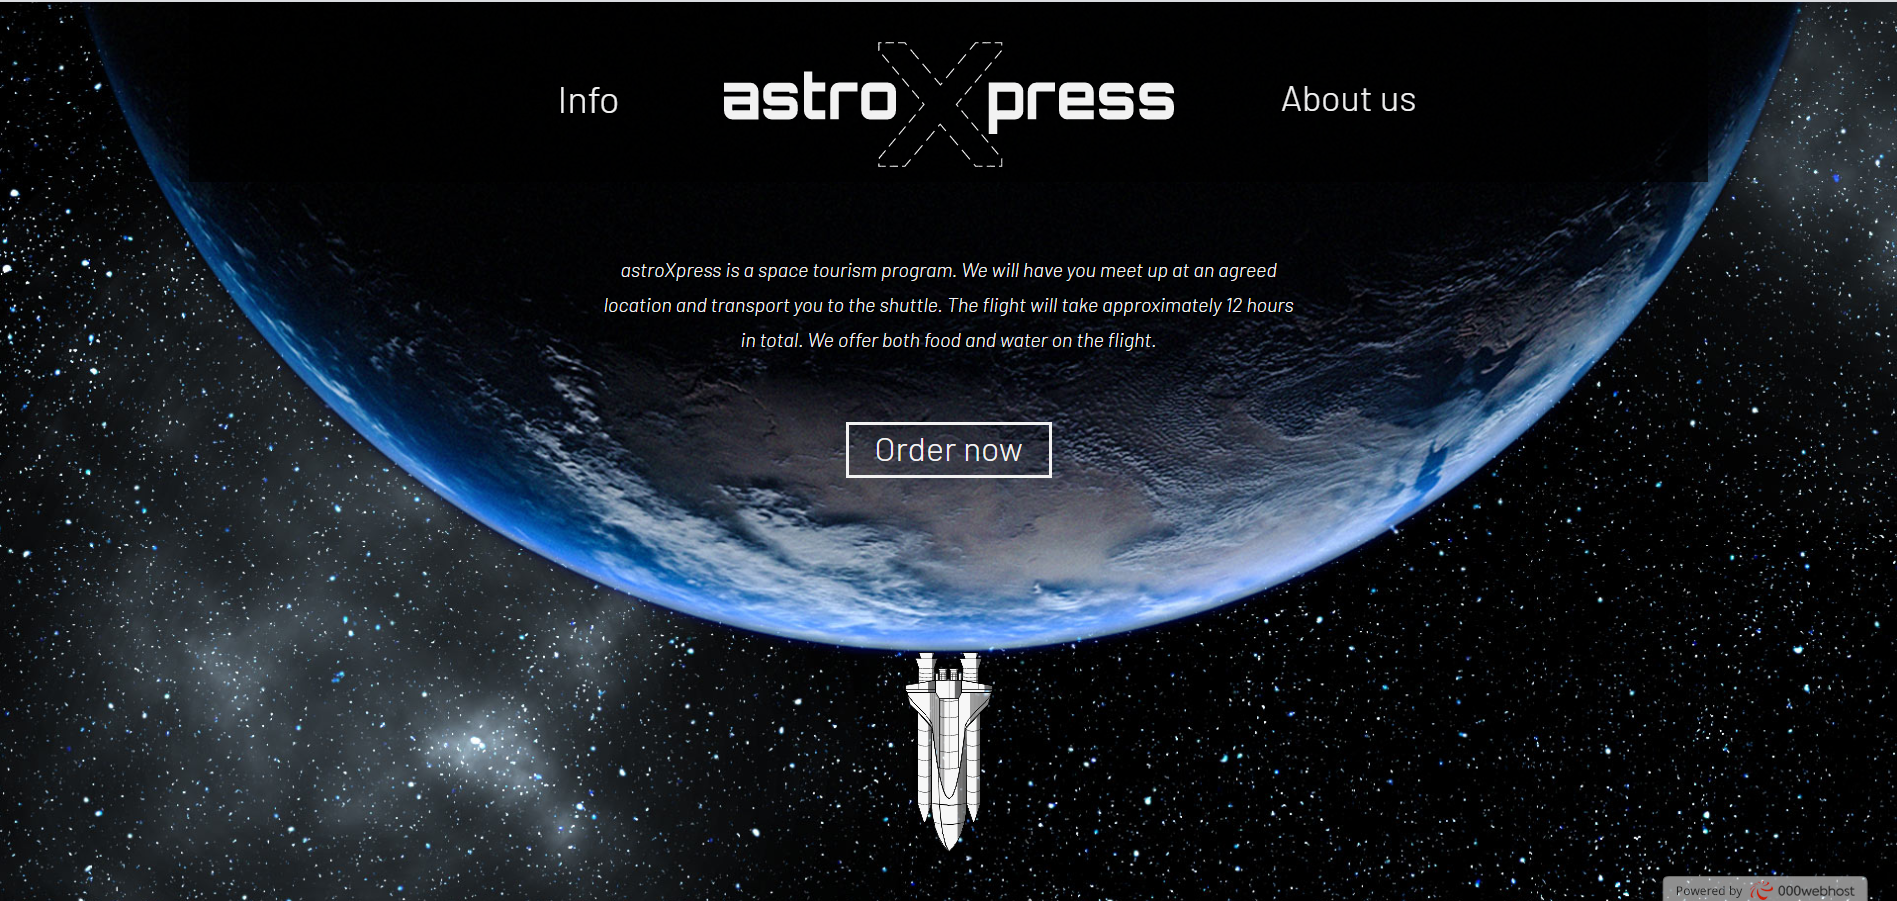 Info
astroXpress
About us
astroXpress is a space tourism program. We will have you meet up at an agreed
location and transport you to the shuttle. The flight will take approximately 12 hours
in total. We offer both food and water on the flight.
Order now
Powered by 000webhost